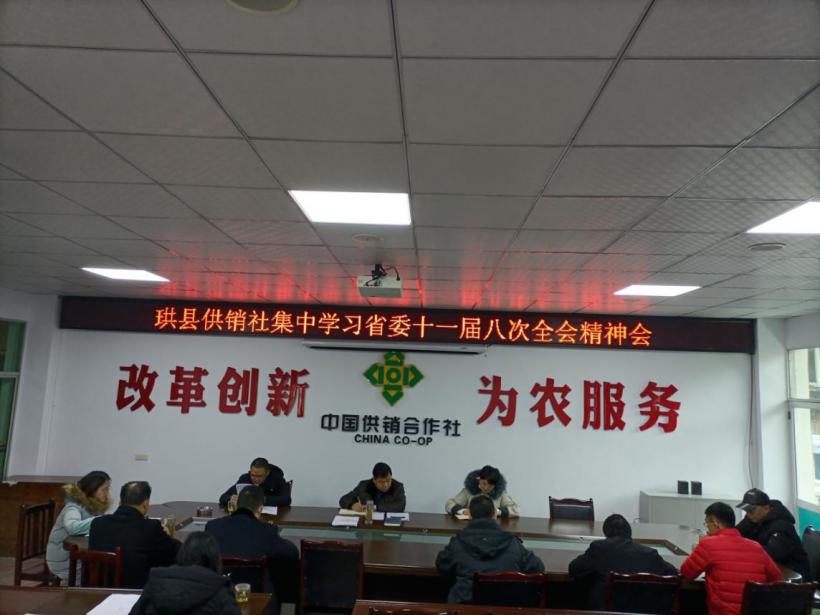 珙县供销社集中学习省委十一届八次全会精神会
改革创新
为农服务
中国供销合作社
CHINA CO-OP